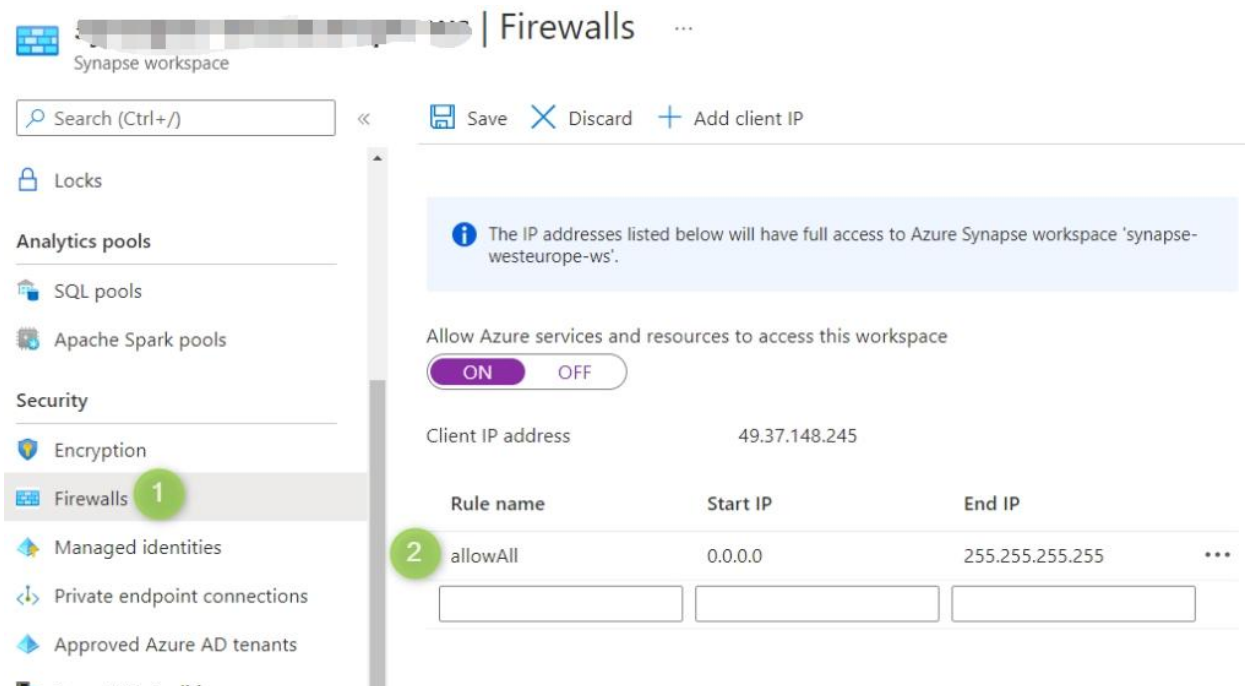 | Firewalls ...
Synapse workspace
Search (Ctrl+/)
«
Save
Discard
Add client IP
Locks
Analytics pools
SQL pools
Apache Spark pools
Security
Encryption
Firewalls
1
Managed identities
Private endpoint connections
Approved Azure AD tenants
The IP addresses listed below will have full access to Azure Synapse workspace 'synapse-
westeurope-ws'.
Allow Azure services and resources to access this workspace
ON OFF
Client IP address 49.37.148.245
Rule name Start IP End IP
2 allowAll 0.0.0.0 255.255.255.255 ...